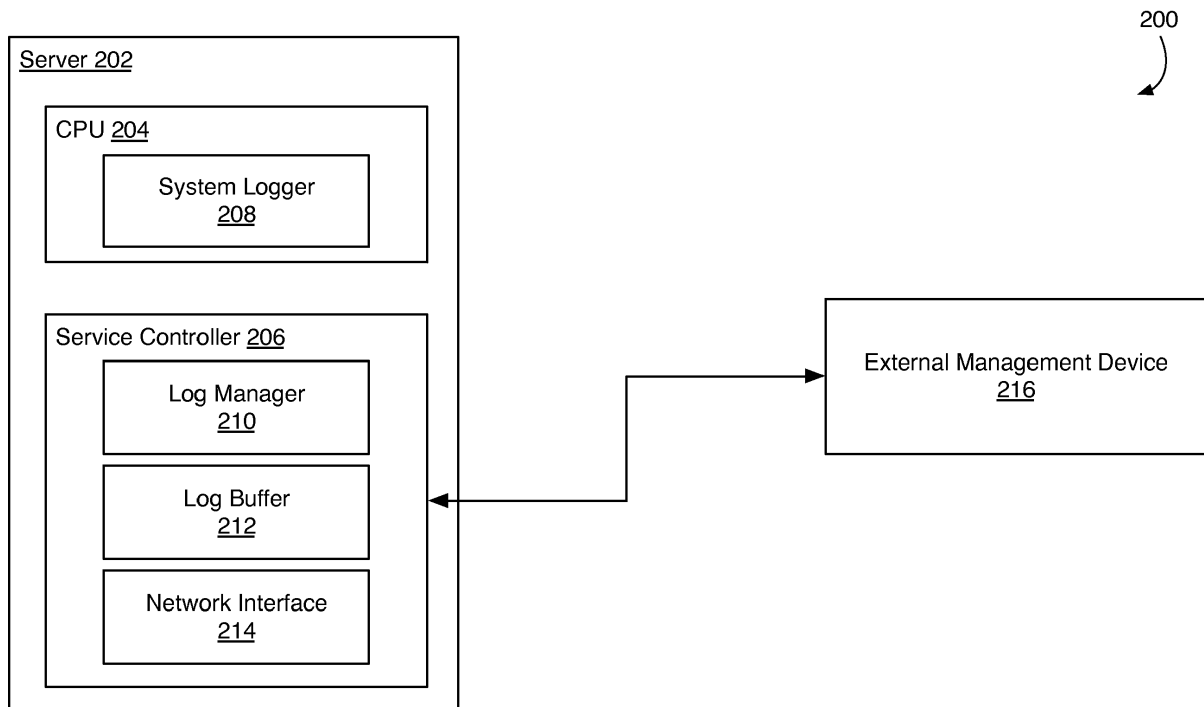 200
Server 202
CPU 204
System Logger
208
Service Controller 206
Log Manager
210
Log Buffer
212
Network Interface
214
External Management Device
216